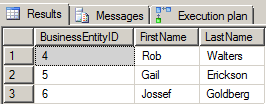 Results Messages Execution plan
BusinessEntityID FirstName LastName
1 4 Rob Walters
2 5 Gail Erickson
3 6 Jossef Goldberg